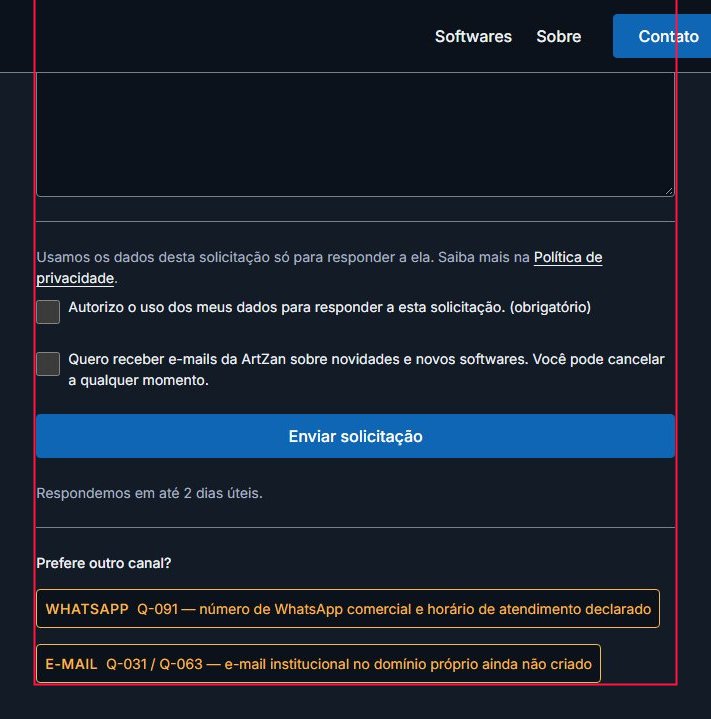 Softwares Sobre Contato
Usamos os dados desta solicitação só para responder a ela. Saiba mais na Política de
privacidade.
Autorizo o uso dos meus dados para responder a esta solicitação. (obrigatório)
Quero receber e-mails da ArtZan sobre novidades e novos softwares. Você pode cancelar
a qualquer momento.
Enviar solicitação
Respondemos em até 2 dias úteis.
Prefere outro canal?
WHATSAPP Q-091 — número de WhatsApp comercial e horário de atendimento declarado
E-MAIL Q-031 / Q-063 — e-mail institucional no domínio próprio ainda não criado